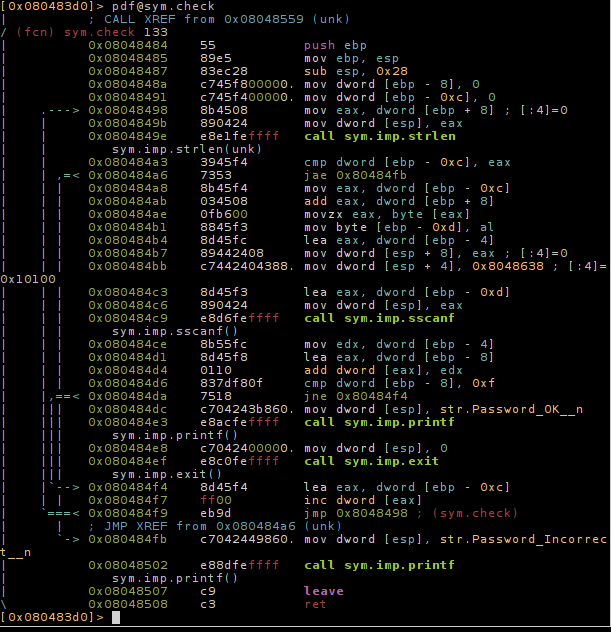 [0x080483d0]> pdf@sym.check
|          ; CALL XREF from 0x08048559 (unk)
/ (fcn) sym.check 133
|          0x08048484    55           push ebp
|          0x08048485    89e5         mov ebp, esp
|          0x08048487    83ec28       sub esp, 0x28
|          0x0804848a    c745f800000. mov dword [ebp - 8], 0
|          0x08048491    c745f400000. mov dword [ebp - 0xc], 0
|    .---> 0x08048498    8b4508       mov eax, dword [ebp + 8] ; [:4]=0
|    |     0x0804849b    890424       mov dword [esp], eax
|    |     0x0804849e    e8e1feffff   call sym.imp.strlen
|    |        sym.imp.strlen(unk)
|    |     0x080484a3    3945f4       cmp dword [ebp - 0xc], eax
|    | ,=< 0x080484a6    7353         jae 0x80484fb
|    | |   0x080484a8    8b45f4       mov eax, dword [ebp - 0xc]
|    | |   0x080484ab    034508       add eax, dword [ebp + 8]
|    | |   0x080484ae    0fb600       movzx eax, byte [eax]
|    | |   0x080484b1    8845f3       mov byte [ebp - 0xd], al
|    | |   0x080484b4    8d45fc       lea eax, dword [ebp - 4]
|    | |   0x080484b7    89442408     mov dword [esp + 8], eax ; [:4]=0
|    | |   0x080484bb    c7442404388. mov dword [esp + 4], 0x8048638 ; [:4]=
0x10100
|    | |   0x080484c3    8d45f3       lea eax, dword [ebp - 0xd]
|    | |   0x080484c6    890424       mov dword [esp], eax
|    | |   0x080484c9    e8d6feffff   call sym.imp.sscanf
|    | |      sym.imp.sscanf()
|    | |   0x080484ce    8b55fc       mov edx, dword [ebp - 4]
|    | |   0x080484d1    8d45f8       lea eax, dword [ebp - 8]
|    | |   0x080484d4    0110         add dword [eax], edx
|    | |   0x080484d6    837df80f     cmp dword [ebp - 8], 0xf
|    |,==< 0x080484da    7518         jne 0x80484f4
|    |||   0x080484dc    c704243b860. mov dword [esp], str.Password_OK__n
|    |||   0x080484e3    e8acfeffff   call sym.imp.printf
|    |||      sym.imp.printf()
|    |||   0x080484e8    c7042400000. mov dword [esp], 0
|    |||   0x080484ef    e8c0feffff   call sym.imp.exit
|    |||      sym.imp.exit()
|    |`--> 0x080484f4    8d45f4       lea eax, dword [ebp - 0xc]
|    | |   0x080484f7    ff00         inc dword [eax]
|    `===< 0x080484f9    eb9d         jmp 0x8048498 ; (sym.check)
|      |   ; JMP XREF from 0x080484a6 (unk)
|      `-> 0x080484fb    c7042449860. mov dword [esp], str.Password_Incorrec
t__n
|          0x08048502    e88dfeffff   call sym.imp.printf
|             sym.imp.printf()
|          0x08048507    c9           leave
\          0x08048508    c3           ret
[0x080483d0]>